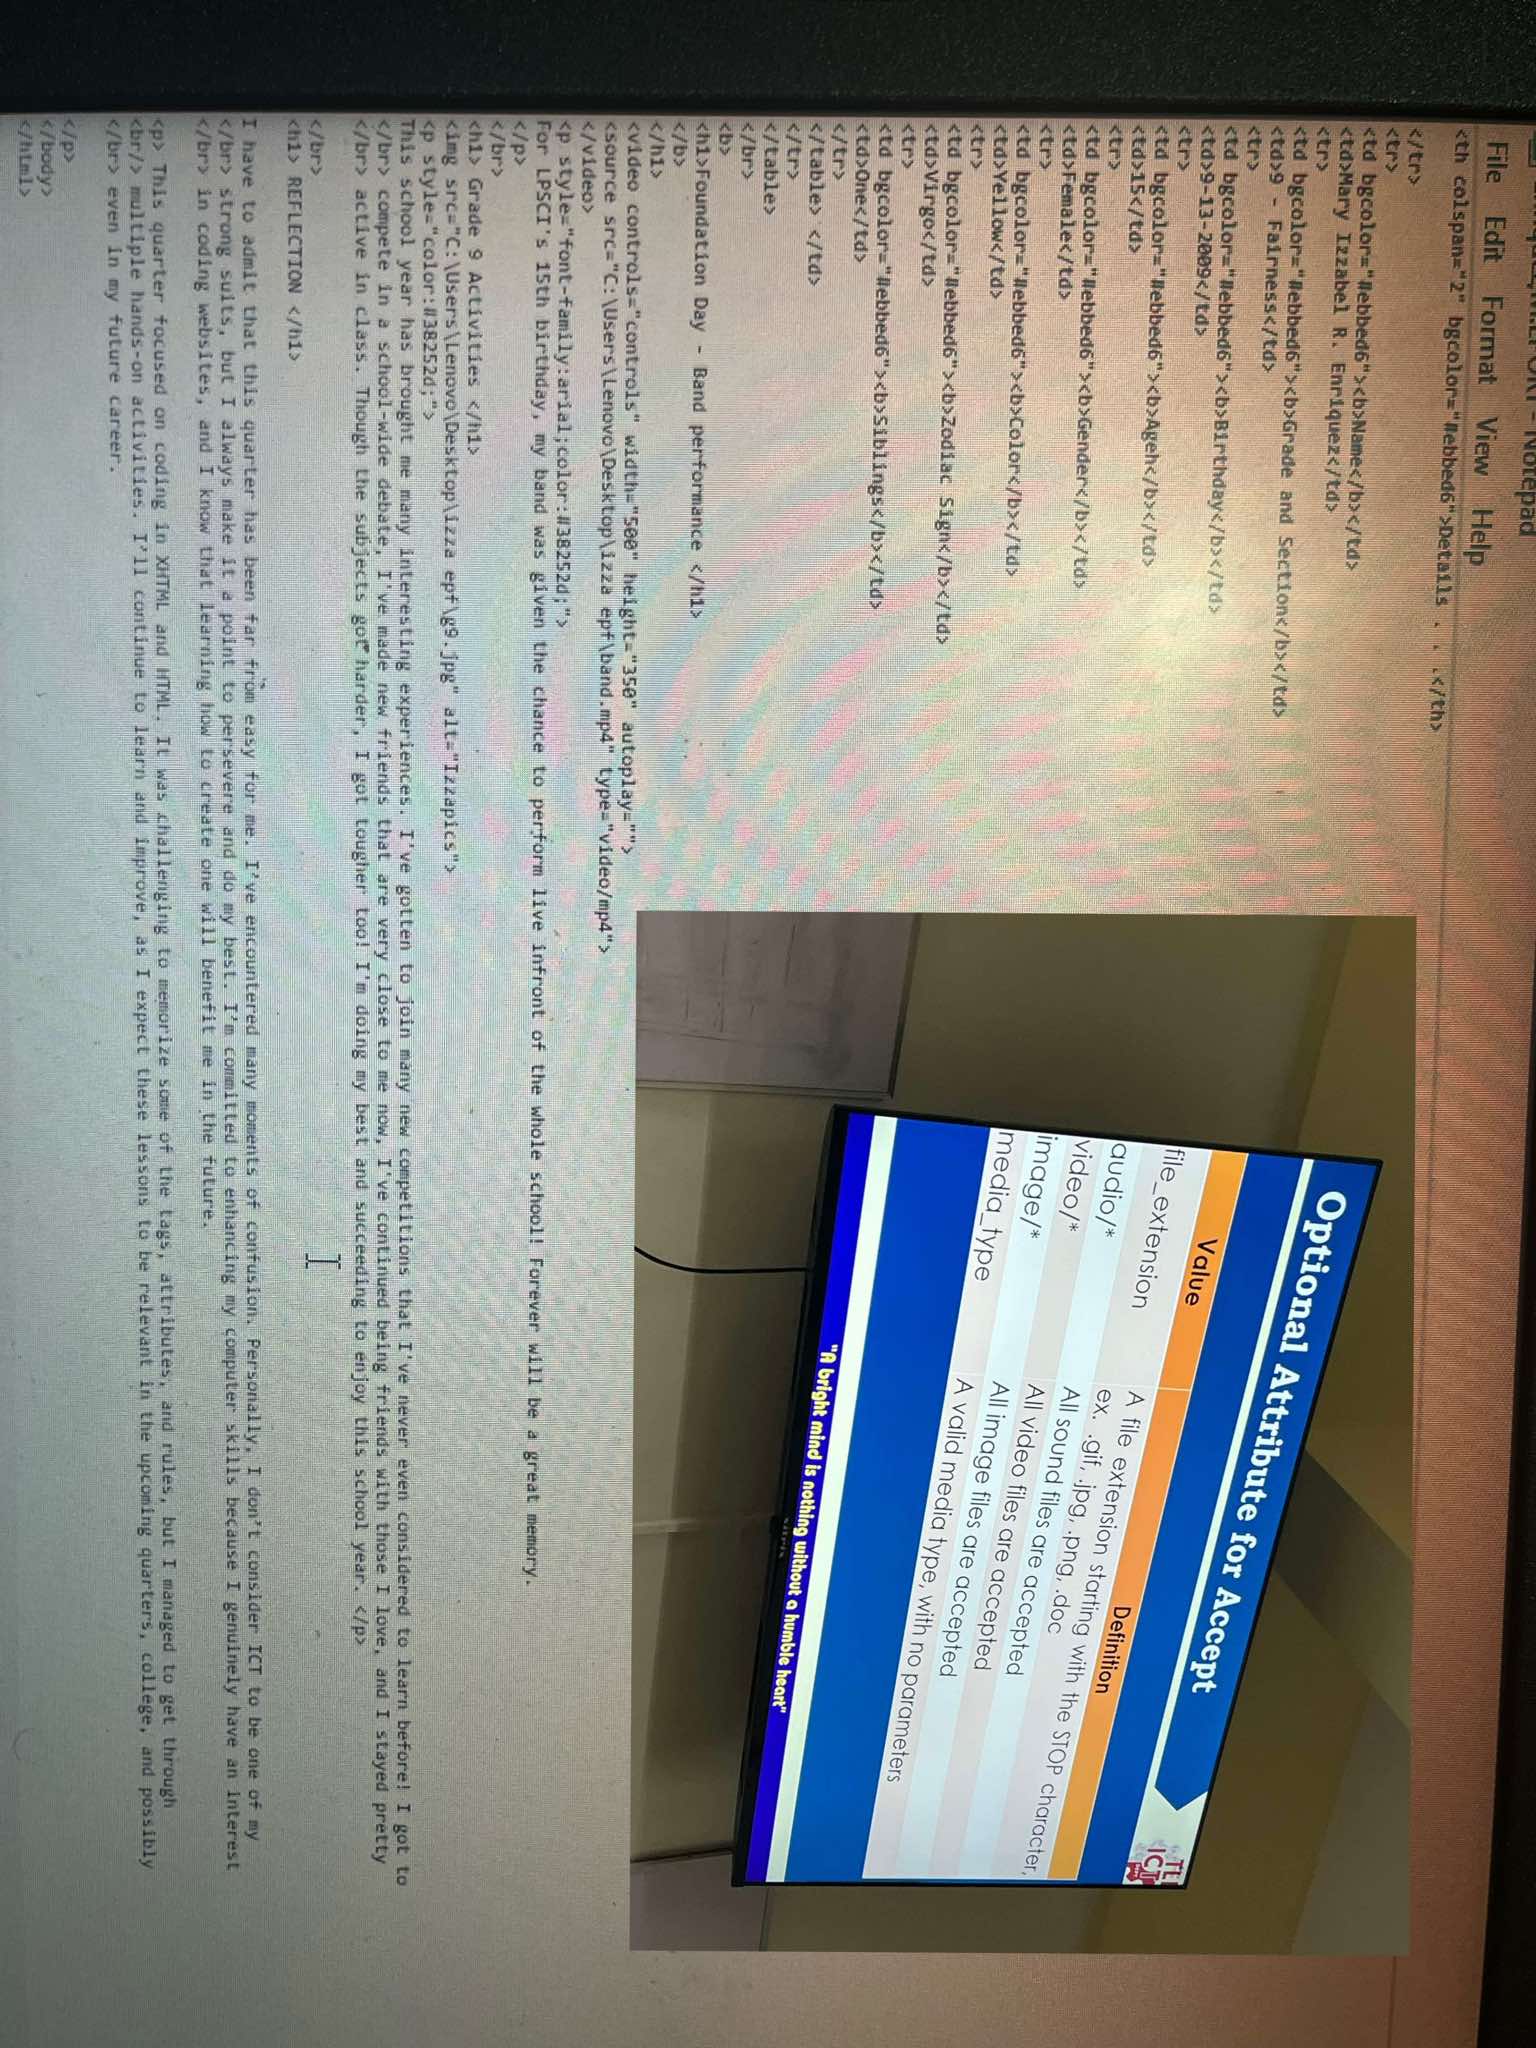 - Notepad
File Edit Format View Help
<th colspan="2" bgcolor="#ebbed6">Details . . .</th>
</tr>
<tr>
<td bgcolor="#ebbed6"><b>Name</b></td>
<td>Mary Izzabel R. Enriquez</td>
<tr>
<td bgcolor="#ebbed6"><b>Grade and Section</b></td>
<td>9 - Fairness</td>
<tr>
<td bgcolor="#ebbed6"><b>Birthday</b></td>
<td>9-13-2009</td>
<tr>
<td bgcolor="#ebbed6"><b>Ageh</b></td>
<td>15</td>
<tr>
<td bgcolor="#ebbed6"><b>Gender</b></td>
<td>Female</td>
<tr>
<td bgcolor="#ebbed6"><b>Color</b></td>
<td>Yellow</td>
<tr>
<td bgcolor="#ebbed6"><b>Zodiac Sign</b></td>
<td>Virgo</td>
<tr>
<td bgcolor="#ebbed6"><b>Siblings</b></td>
<td>One</td>
</tr>
</table> </td>
</tr>
</table>
</br>
<b>
<h1>Foundation Day - Band performance </h1>
</b>
</h1>
<video controls="controls" width="500" height="350" autoplay="">
<source src="C:\Users\Lenovo\Desktop\izza epf\band.mp4" type="video/mp4">
</video>
<p style="font-family:arial;color:#38252d;">
For LPSCI's 15th birthday, my band was given the chance to perform live infront of the whole school! Forever will be a great memory.
</p>
</br>
<h1> Grade 9 Activities </h1>
<img src="C:\Users\Lenovo\Desktop\izza epf\g9.jpg" alt="Izzapics">
<p style="color:#38252d;">
This school year has brought me many interesting experiences. I've gotten to join many new competitions that I've never even considered to learn before! I got to
</br> compete in a school-wide debate, I've made new friends that are very close to me now, I've continued being friends with those I love, and I stayed pretty
</br> active in class. Though the subjects got harder, I got tougher too! I'm doing my best and succeeding to enjoy this school year. </p>
</br>
<h1> REFLECTION </h1>
I have to admit that this quarter has been far from easy for me. I've encountered many moments of confusion. Personally, I don't consider ICT to be one of my
</br> strong suits, but I always make it a point to persevere and do my best. I'm committed to enhancing my computer skills because I genuinely have an interest
</br> in coding websites, and I know that learning how to create one will benefit me in the future.
<p> This quarter focused on coding in XHTML and HTML. It was challenging to memorize some of the tags, attributes, and rules, but I managed to get through
<br/> multiple hands-on activities. I'll continue to learn and improve, as I expect these lessons to be relevant in the upcoming quarters, college, and possibly
</br> even in my future career.
</p>
</body>
</html>
Optional Attribute for Accept
Value Definition
file_extension A file extension starting with the STOP character,
ex. .gif, .jpg, .png, .doc
audio/* All sound files are accepted
video/* All video files are accepted
image/* All image files are accepted
media_type A valid media type, with no parameters
"A bright mind is nothing without a humble heart"
ICT